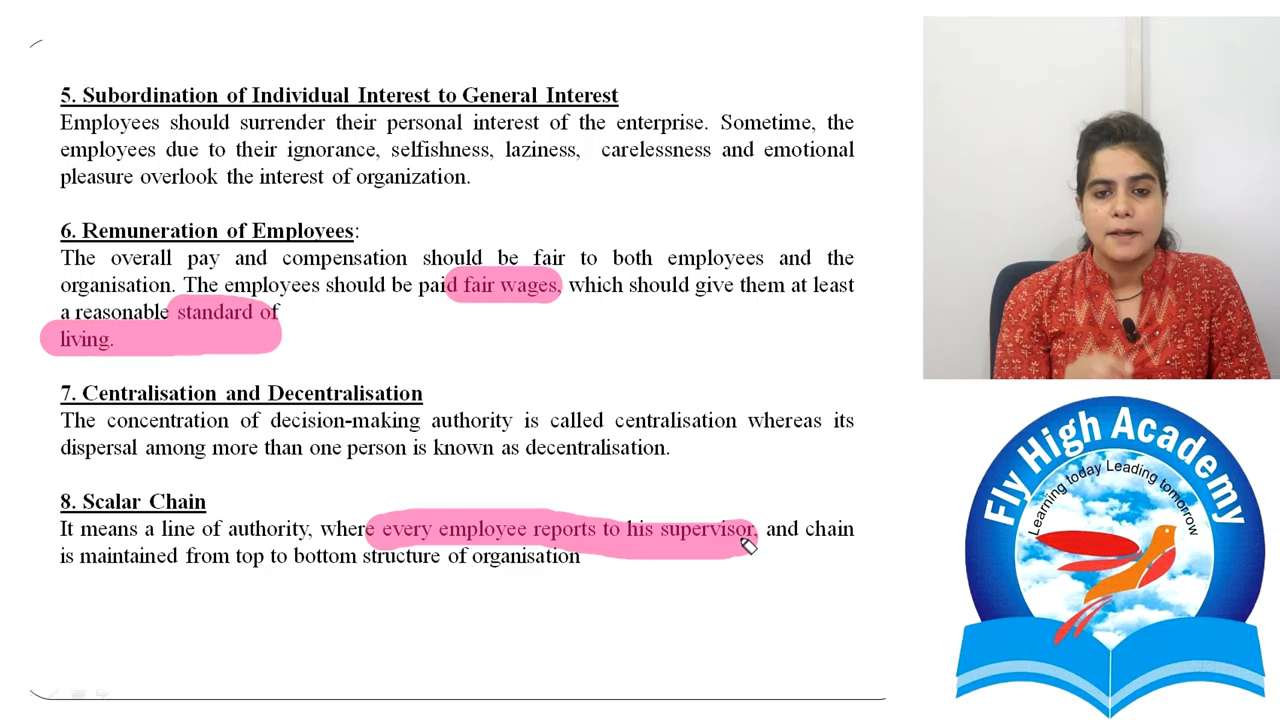 5. Subordination of Individual Interest to General Interest
Employees should surrender their personal interest of the enterprise. Sometime, the
employees due to their ignorance, selfishness, laziness, carelessness and emotional
pleasure overlook the interest of organization.
6. Remuneration of Employees:
The overall pay and compensation should be fair to both employees and the
organisation. The employees should be paid fair wages, which should give them at least
a reasonable standard of
living.
7. Centralisation and Decentralisation
The concentration of decision-making authority is called centralisation whereas its
dispersal among more than one person is known as decentralisation.
8. Scalar Chain
It means a line of authority, where every employee reports to his supervisor, and chain
is maintained from top to bottom structure of organisation
Fly High Academy
Learning today Leading tomorrow